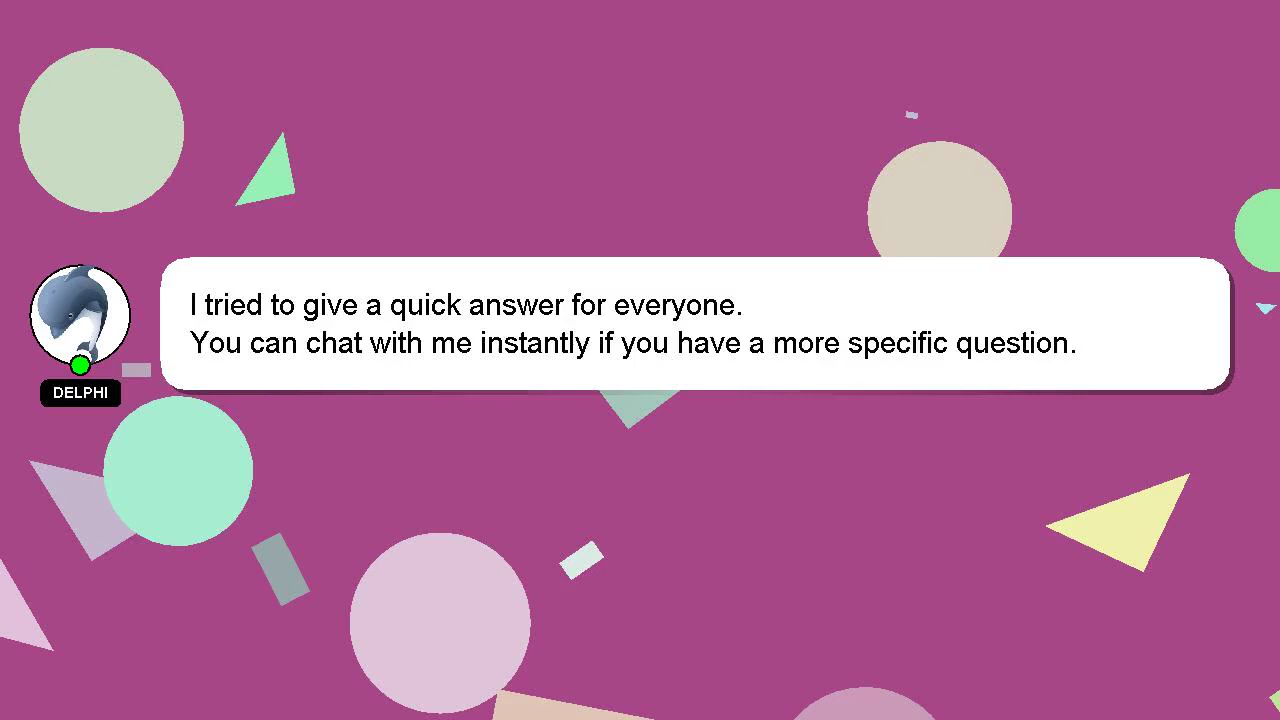 I tried to give a quick answer for everyone.
You can chat with me instantly if you have a more specific question.
DELPHI